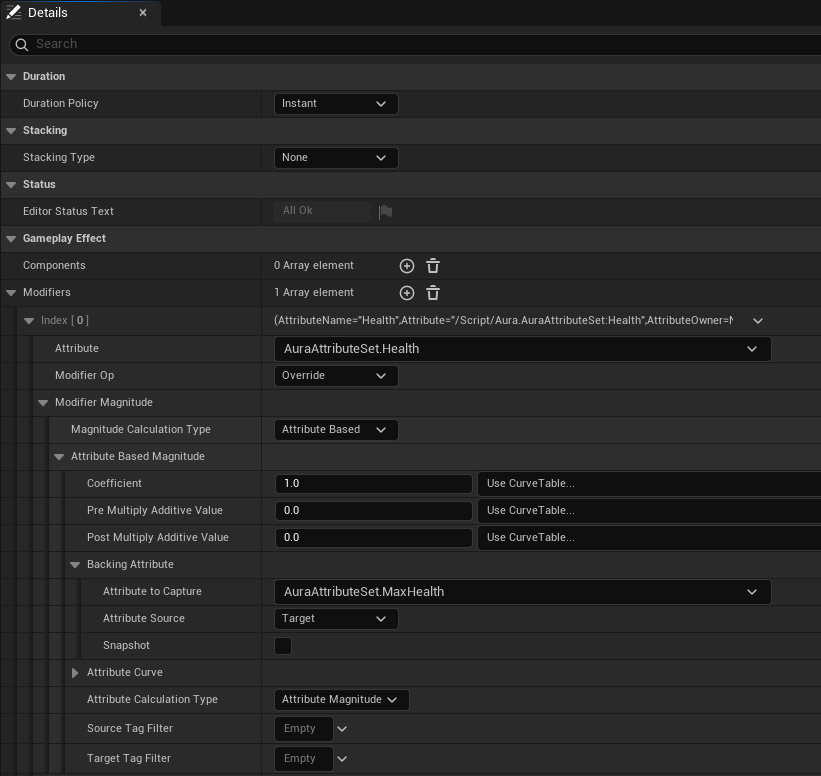 Details
Search
Duration
Duration Policy Instant
Stacking
Stacking Type None
Status
Editor Status Text All Ok
Gameplay Effect
Components 0 Array element
Modifiers 1 Array element
Index [ 0 ] (AttributeName="Health",Attribute="/Script/Aura.AuraAttributeSet:Health",AttributeOwner=
Attribute AuraAttributeSet.Health
Modifier Op Override
Modifier Magnitude
Magnitude Calculation Type Attribute Based
Attribute Based Magnitude
Coefficient 1.0 Use CurveTable...
Pre Multiply Additive Value 0.0 Use CurveTable...
Post Multiply Additive Value 0.0 Use CurveTable...
Backing Attribute
Attribute to Capture AuraAttributeSet.MaxHealth
Attribute Source Target
Snapshot
Attribute Curve
Attribute Calculation Type Attribute Magnitude
Source Tag Filter Empty
Target Tag Filter Empty